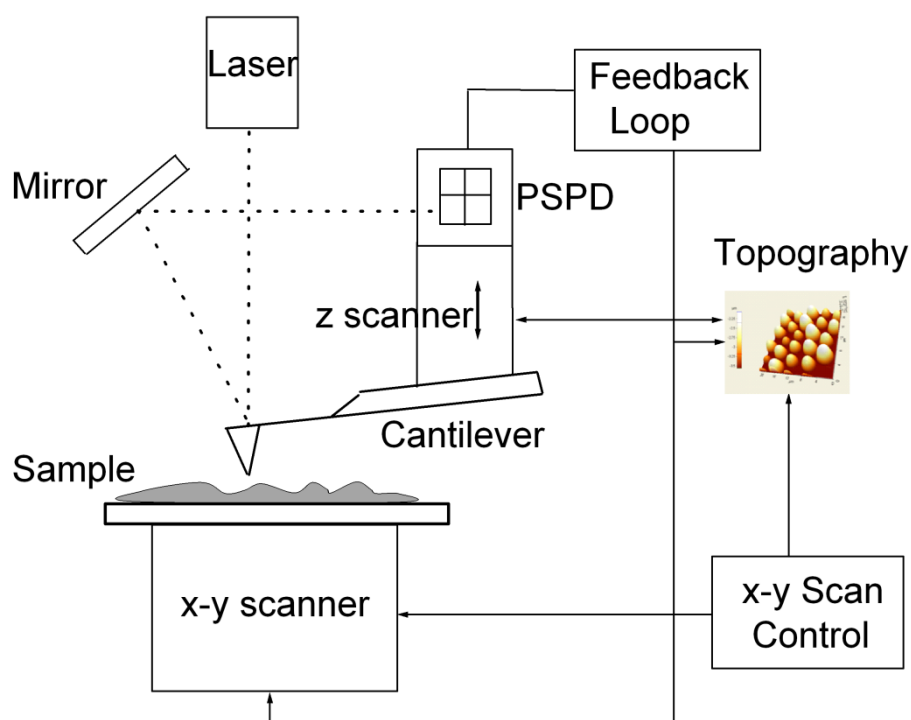 Laser
Feedback
Loop
Mirror
PSPD
Topography
z scanner
Cantilever
Sample
x-y scanner
x-y Scan
Control